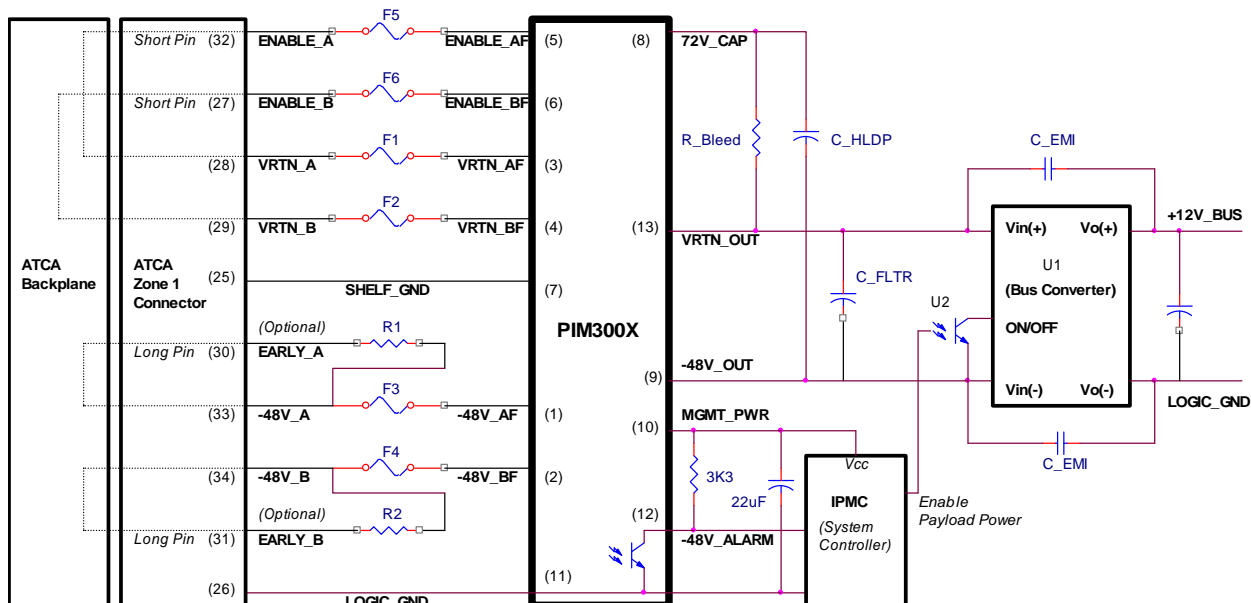 F5
Short Pin (32) ENABLE_A ENABLE_AF (5) (8) 72V_CAP
F6
Short Pin (27) ENABLE_B ENABLE_BF (6)
R_Bleed C_HLDP C_EMI
F1
(28) VRTN_A VRTN_AF (3)
F2
(29) VRTN_B VRTN_BF (4) (13) VRTN_OUT
+12V_BUS
Vin(+) Vo(+)
ATCA Backplane
ATCA Zone 1 Connector
(25) SHELF_GND (7)
C_FLTR
U1
(Bus Converter)
U2
ON/OFF
PIM300X
(Optional) R1
Long Pin (30) EARLY_A
(9) -48V_OUT
Vin(-) Vo(-)
LOGIC_GND
F3
(33) -48V_A -48V_AF (1)
MGMT_PWR
(10)
C_EMI
F4
(34) -48V_B -48V_BF (2)
Vcc
3K3 22uF
IPMC
(System Controller)
Enable Payload Power
(Optional) R2
Long Pin (31) EARLY_B
(12) -48V_ALARM
(26) LOGIC_GND (11)